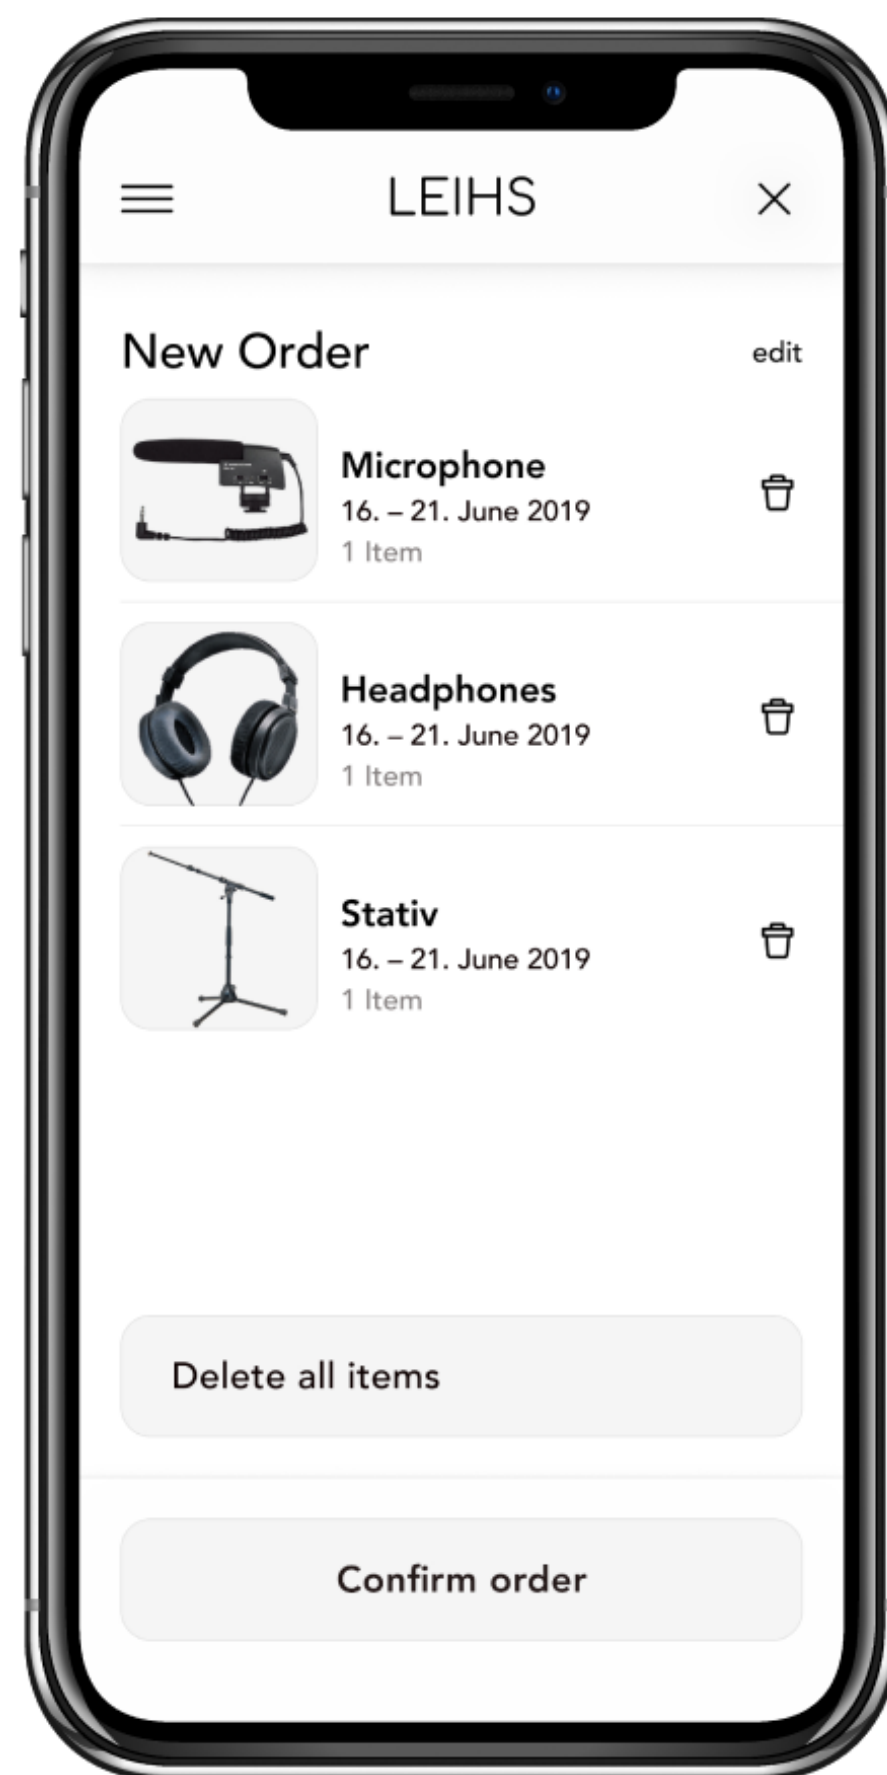 LEIHS
New Order
edit
Microphone
16. – 21. June 2019
1 Item
Headphones
16. – 21. June 2019
1 Item
Stativ
16. – 21. June 2019
1 Item
Delete all items
Confirm order